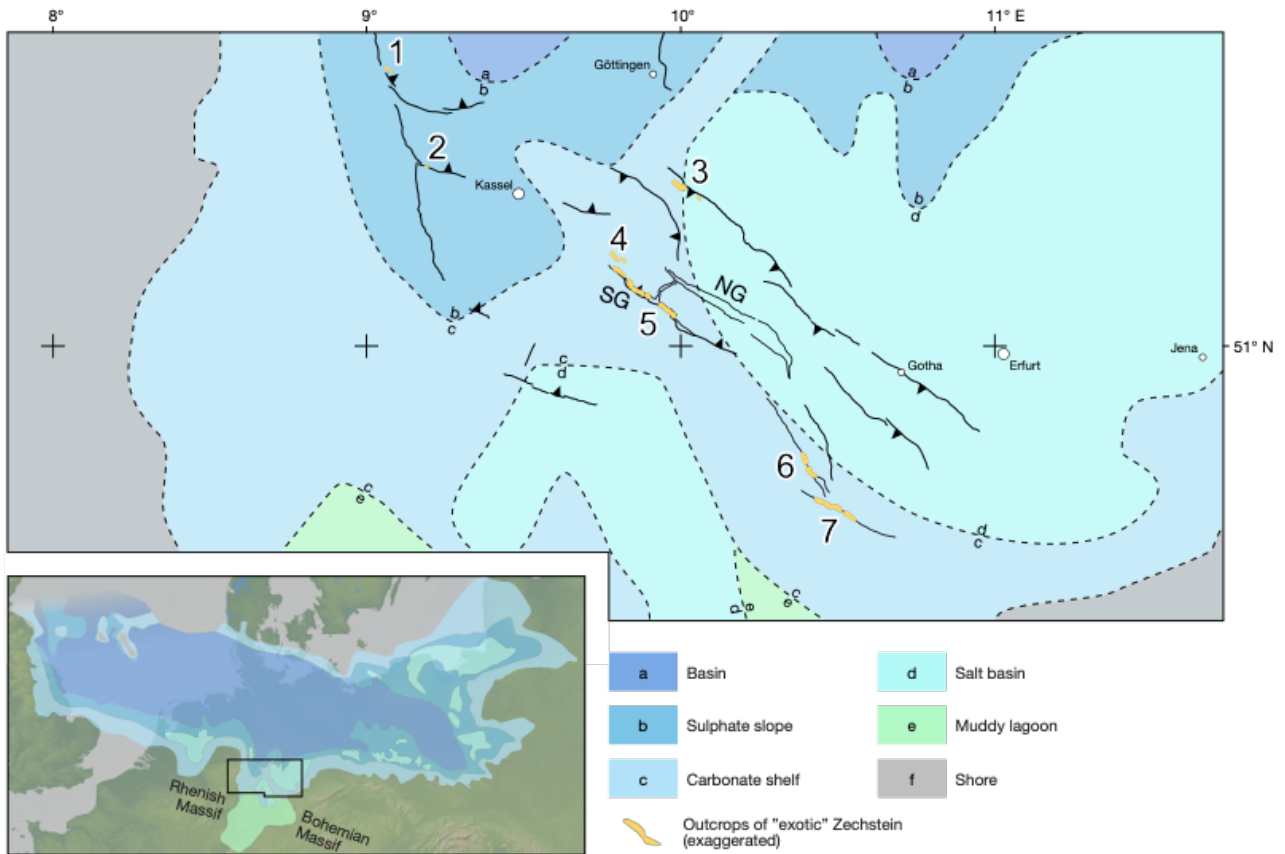 8°
9°
10°
11° E
1
a
b
Göttingen
a
b
2
Kassel
3
b
d
4
NG
SG
5
b
c
51° N
Jena
Gotha
Erfurt
c
d
6
c
e
7
d
c
d
e
c
e
Rhenish
Massif
Bohemian
Massif
a Basin
b Sulphate slope
c Carbonate shelf
d Salt basin
e Muddy lagoon
f Shore
Outcrops of "exotic" Zechstein
(exaggerated)